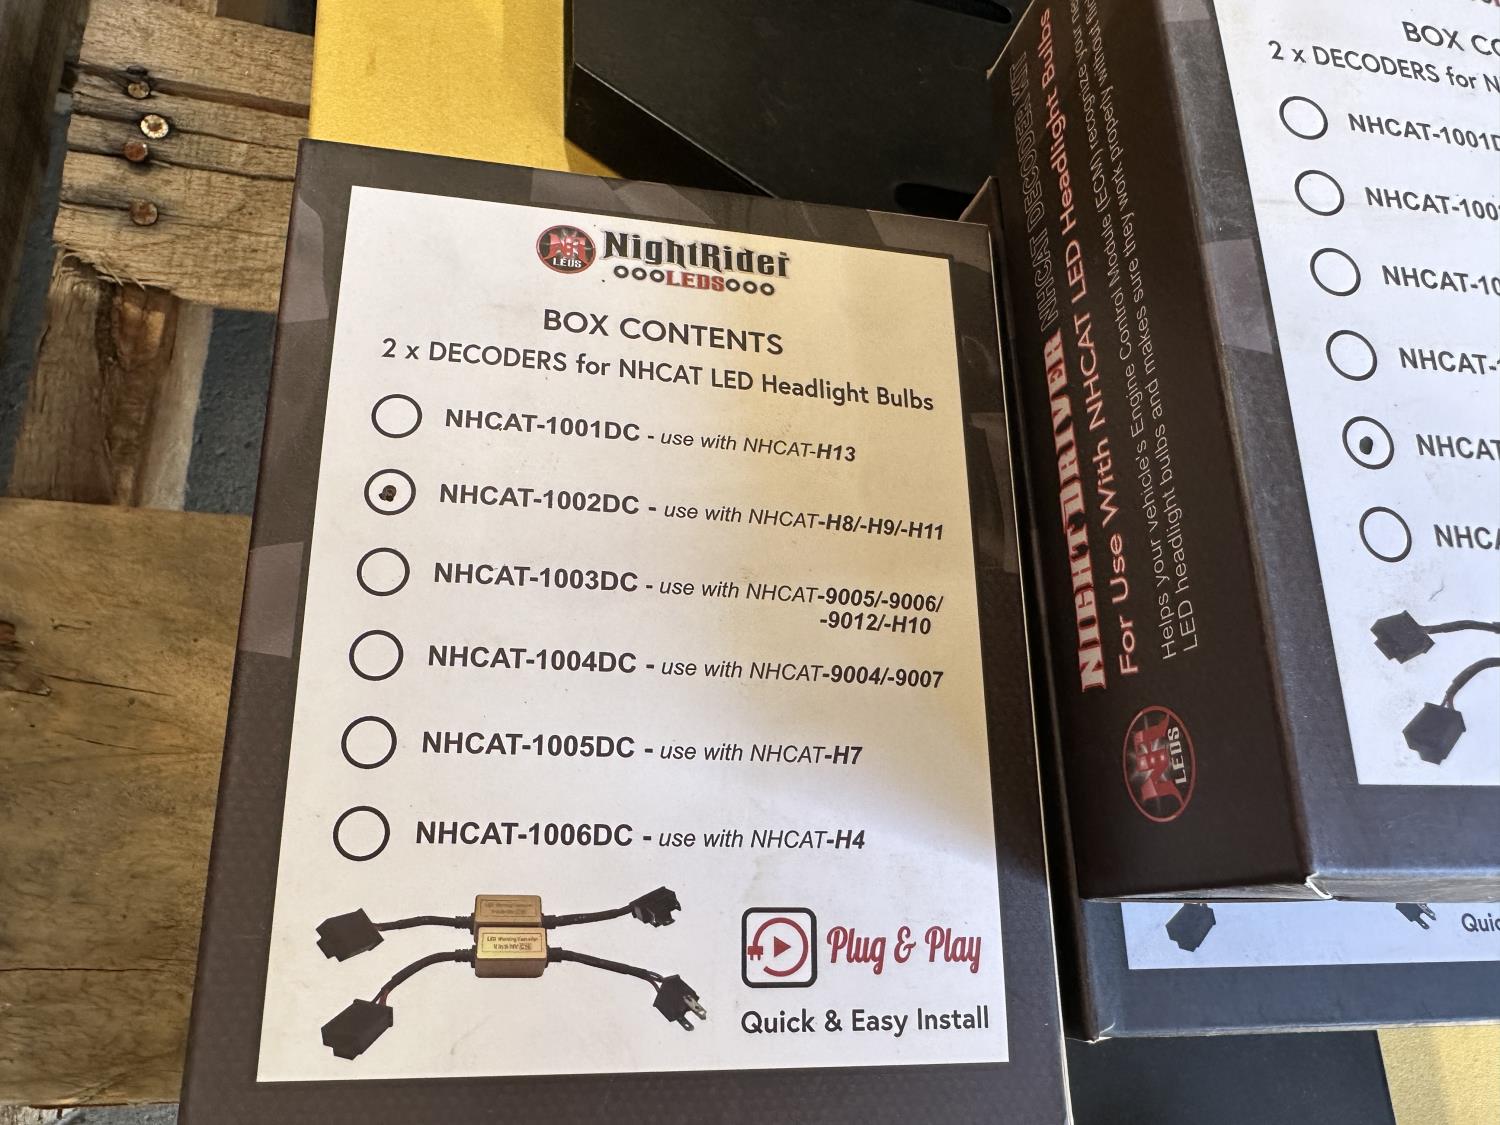 NR
LEDS
NightRider
LEDS
BOX CONTENTS
2 x DECODERS for NHCAT LED Headlight Bulbs
NHCAT-1001DC - use with NHCAT-H13
NHCAT-1002DC - use with NHCAT-H8/-H9/-H11
NHCAT-1003DC - use with NHCAT-9005/-9006/
-9012/-H10
NHCAT-1004DC - use with NHCAT-9004/-9007
NHCAT-1005DC - use with NHCAT-H7
NHCAT-1006DC - use with NHCAT-H4
Plug & Play
Quick & Easy Install
NIGHTDRIVER NHCAT DECODER KIT
For Use With NHCAT LED Headlight Bulbs
Helps your vehicle's Engine Control Module (ECM) recognize your
LED headlight bulbs and makes sure they work properly without
LEDS
BOX CO
2 x DECODERS for N
NHCAT-1001D
NHCAT-100
NHCAT-10
NHCAT-
NHCAT
NHCA
Quic